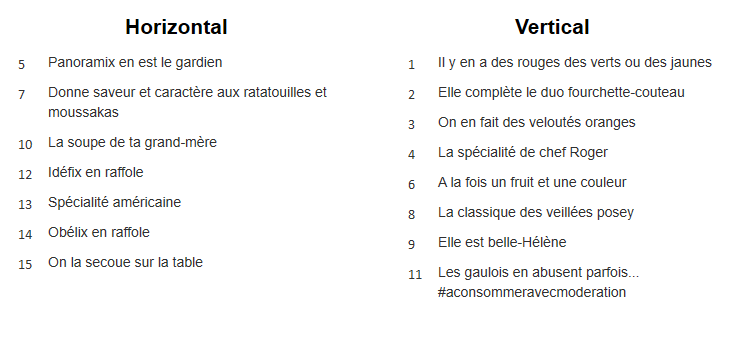 Horizontal
5 Panoramix en est le gardien
7 Donne saveur et caractère aux ratatouilles et
moussakas
10 La soupe de ta grand-mère
12 Idéfix en raffole
13 Spécialité américaine
14 Obélix en raffole
15 On la secoue sur la table
Vertical
1 Il y en a des rouges des verts ou des jaunes
2 Elle complète le duo fourchette-couteau
3 On en fait des veloutés oranges
4 La spécialité de chef Roger
6 A la fois un fruit et une couleur
8 La classique des veillées posey
9 Elle est belle-Hélène
11 Les gaulois en abusent parfois...
#aconsommeravecmoderation